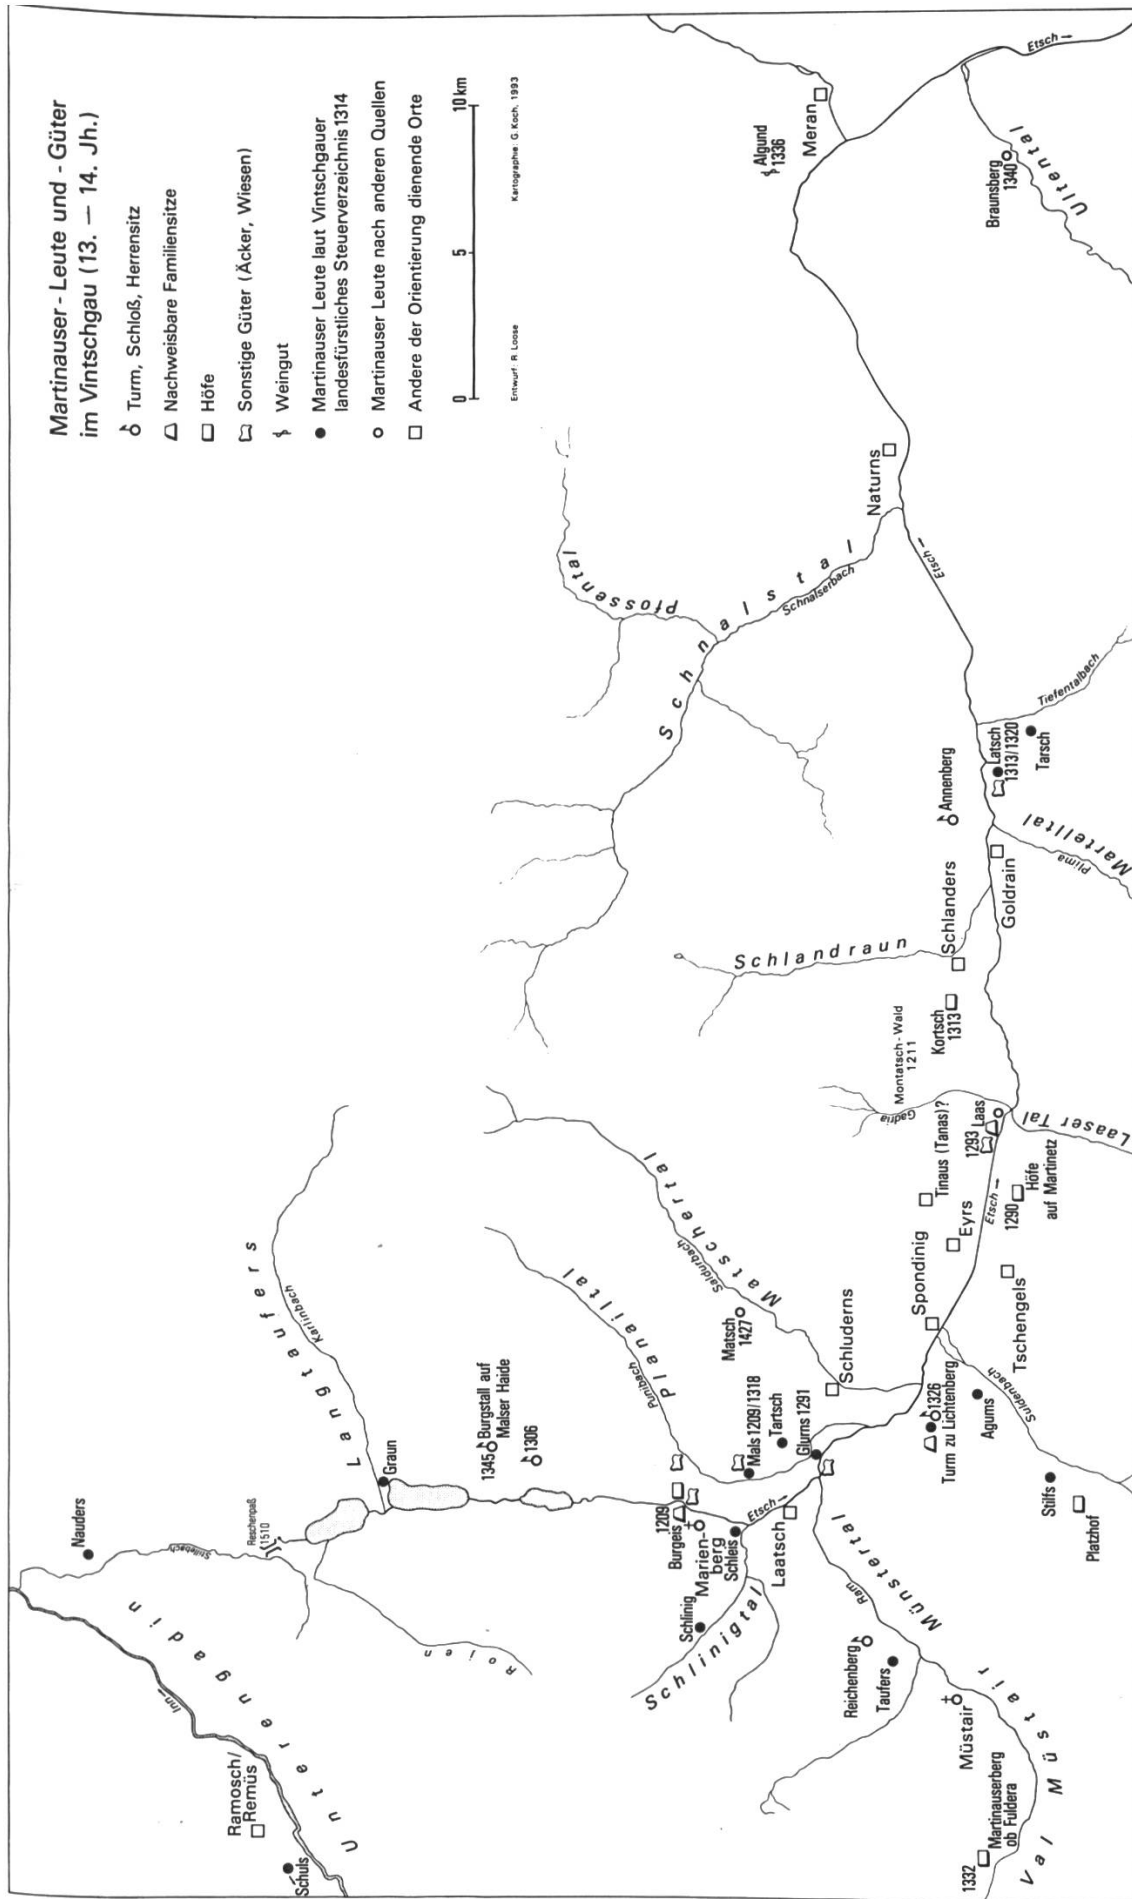 Martinauser - Leute und - Güter
im Vintschgau (13. — 14. Jh.)
Turm, Schloß, Herrensitz
Nachweisbare Familiensitze
Höfe
Sonstige Güter (Äcker, Wiesen)
Weingut
Martinauser Leute laut Vintschgauer
landesfürstliches Steuerverzeichnis 1314
Martinauser Leute nach anderen Quellen
Andere der Orientierung dienende Orte
0 5 10 km
Entwurf: R. Loose
Kartographie: G. Koch, 1993
Nauders
Stillebach
Reschenpaß
1510
Inn
Unterengadin
Ramosch/
Remüs
Schuls
Rojen
Graun
Langtaufers
Karlinbach
1345
Burgstall auf
Malser Haide
1306
Planailtal
Punibach
Matschertal
Saldurbach
Matsch
1427
1209
Burgeis
Marien-
berg
Schleis
Schlinig
Schlinigtal
Mals 1209/1318
Tartsch
Glurns 1291
Etsch
Laatsch
Schluderns
Münstertal
Ram
Reichenberg
Taufers
Müstair
Val Müstair
1332
Martinauserberg
ob Fuldera
Spondinig
1326
Turm zu Lichtenberg
Agums
Suldenbach
Stilfs
Platzhof
Tschengels
Eyrs
Tinaus (Tanas)?
Etsch
1290
Höfe
auf Martinetz
1293
Laas
Laaser Tal
Gadria
Montatsch-Wald
1211
Kortsch
1313
Schlanders
Schlandraun
Goldrain
Annenberg
Martelltal
Plima
Latsch
1313/1320
Tarsch
Tiefentalbach
Etsch
Schnalstal
Schnalserbach
Pfossental
Naturns
Algund
1336
Meran
Etsch
Braunsberg
1340
Ultental